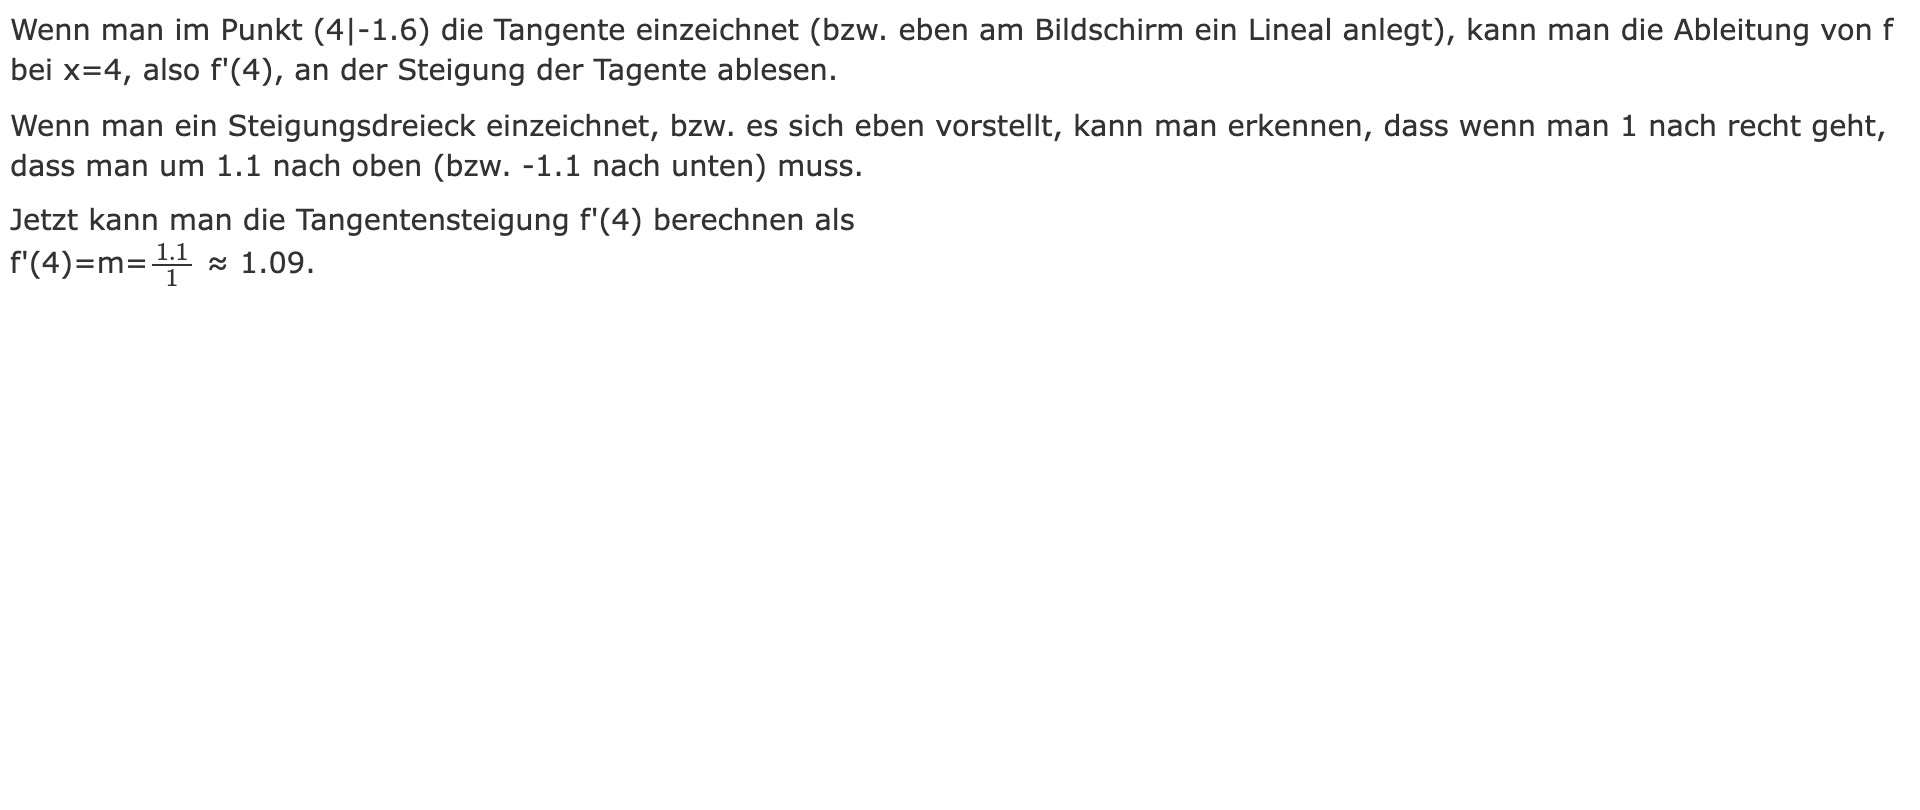 Wenn man im Punkt (4|-1.6) die Tangente einzeichnet (bzw. eben am Bildschirm ein Lineal anlegt), kann man die Ableitung von f
bei x=4, also f'(4), an der Steigung der Tagente ablesen.
Wenn man ein Steigungsdreieck einzeichnet, bzw. es sich eben vorstellt, kann man erkennen, dass wenn man 1 nach recht geht,
dass man um 1.1 nach oben (bzw. -1.1 nach unten) muss.
Jetzt kann man die Tangentensteigung f'(4) berechnen als
f'(4)=m=1.1/1 ≈ 1.09.